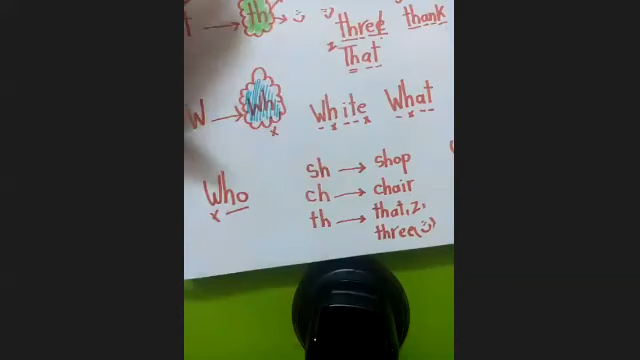 t → th
three thank
z That
W → Wh White What
x
Who
x
sh → shop
ch → chair
th → that, z,
three